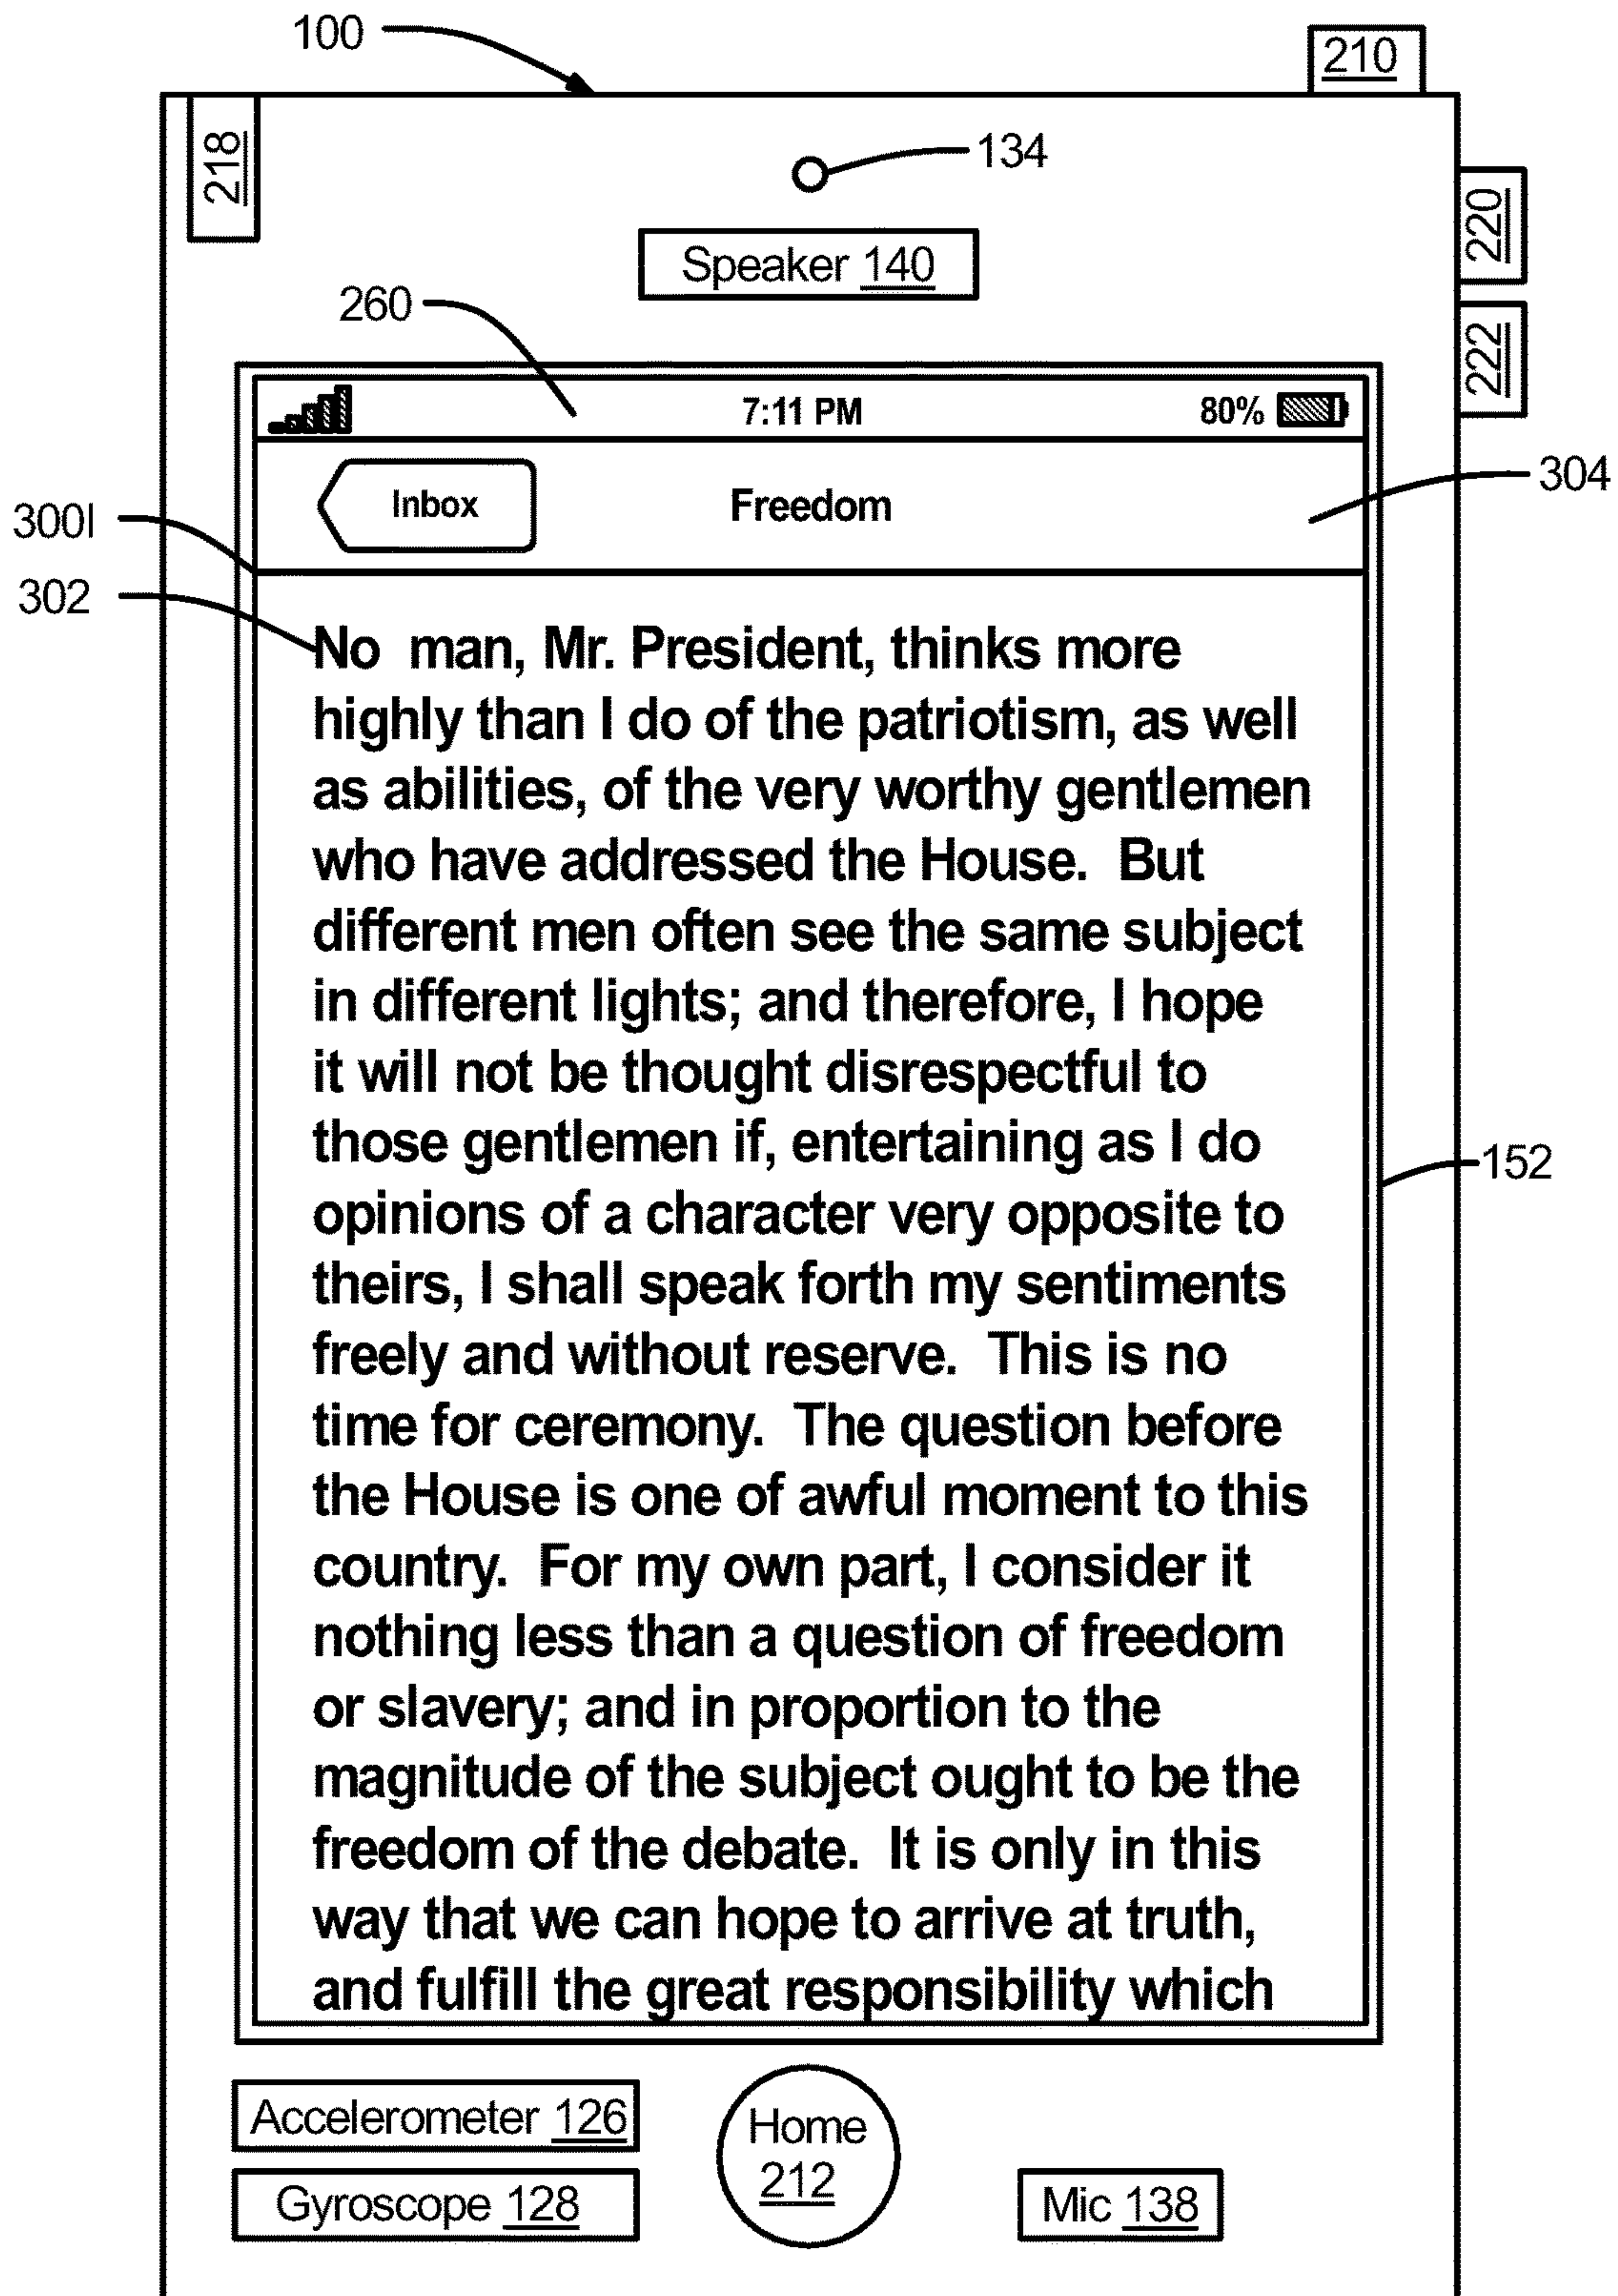 100
210
218
134
220
Speaker 140
260
222
7:11 PM
80%
304
Inbox
Freedom
300I
302
No man, Mr. President, thinks more
highly than I do of the patriotism, as well
as abilities, of the very worthy gentlemen
who have addressed the House. But
different men often see the same subject
in different lights; and therefore, I hope
it will not be thought disrespectful to
those gentlemen if, entertaining as I do
152
opinions of a character very opposite to
theirs, I shall speak forth my sentiments
freely and without reserve. This is no
time for ceremony. The question before
the House is one of awful moment to this
country. For my own part, I consider it
nothing less than a question of freedom
or slavery; and in proportion to the
magnitude of the subject ought to be the
freedom of the debate. It is only in this
way that we can hope to arrive at truth,
and fulfill the great responsibility which
Accelerometer 126
Home
212
Gyroscope 128
Mic 138